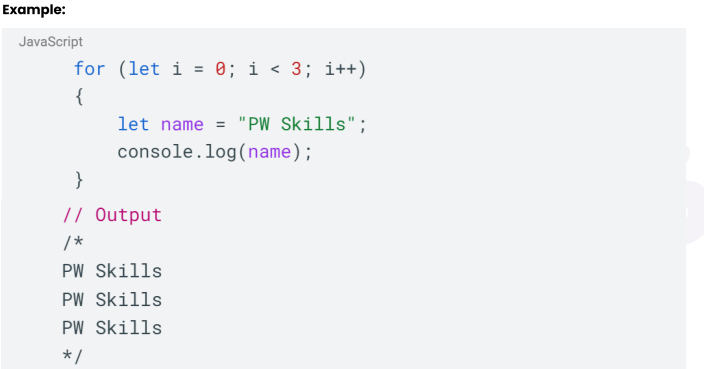 Example:
JavaScript
for (let i = 0; i < 3; i++)
{
let name = "PW Skills";
console.log(name);
}
// Output
/*
PW Skills
PW Skills
PW Skills
*/